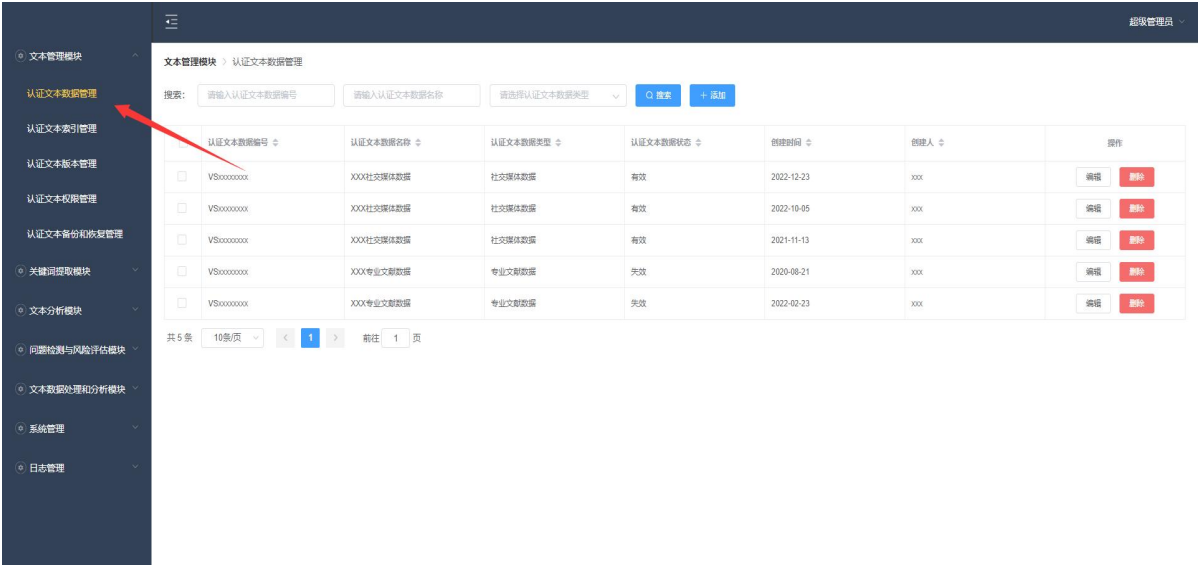 超级管理员
文本管理模块
认证文本数据管理
认证文本索引管理
认证文本版本管理
认证文本权限管理
认证文本备份和恢复管理
关键词提取模块
文本分析模块
问题检测与风险评估模块
文本数据处理和分析模块
系统管理
日志管理
文本管理模块 > 认证文本数据管理
搜索: 请输入认证文本数据编号 请输入认证文本数据名称 请选择认证文本数据类型 搜索 + 添加
认证文本数据编号 认证文本数据名称 认证文本数据类型 认证文本数据状态 创建时间 创建人 操作
VSxxxxxxxx XXX社交媒体数据 社交媒体数据 有效 2022-12-23 xxx 编辑 删除
VSxxxxxxxx XXX社交媒体数据 社交媒体数据 有效 2022-10-05 xxx 编辑 删除
VSxxxxxxxx XXX社交媒体数据 社交媒体数据 有效 2021-11-13 xxx 编辑 删除
VSxxxxxxxx XXX专业文献数据 专业文献数据 失效 2020-08-21 xxx 编辑 删除
VSxxxxxxxx XXX专业文献数据 专业文献数据 失效 2022-02-23 xxx 编辑 删除
共 5 条 10条/页 < 1 > 前往 1 页